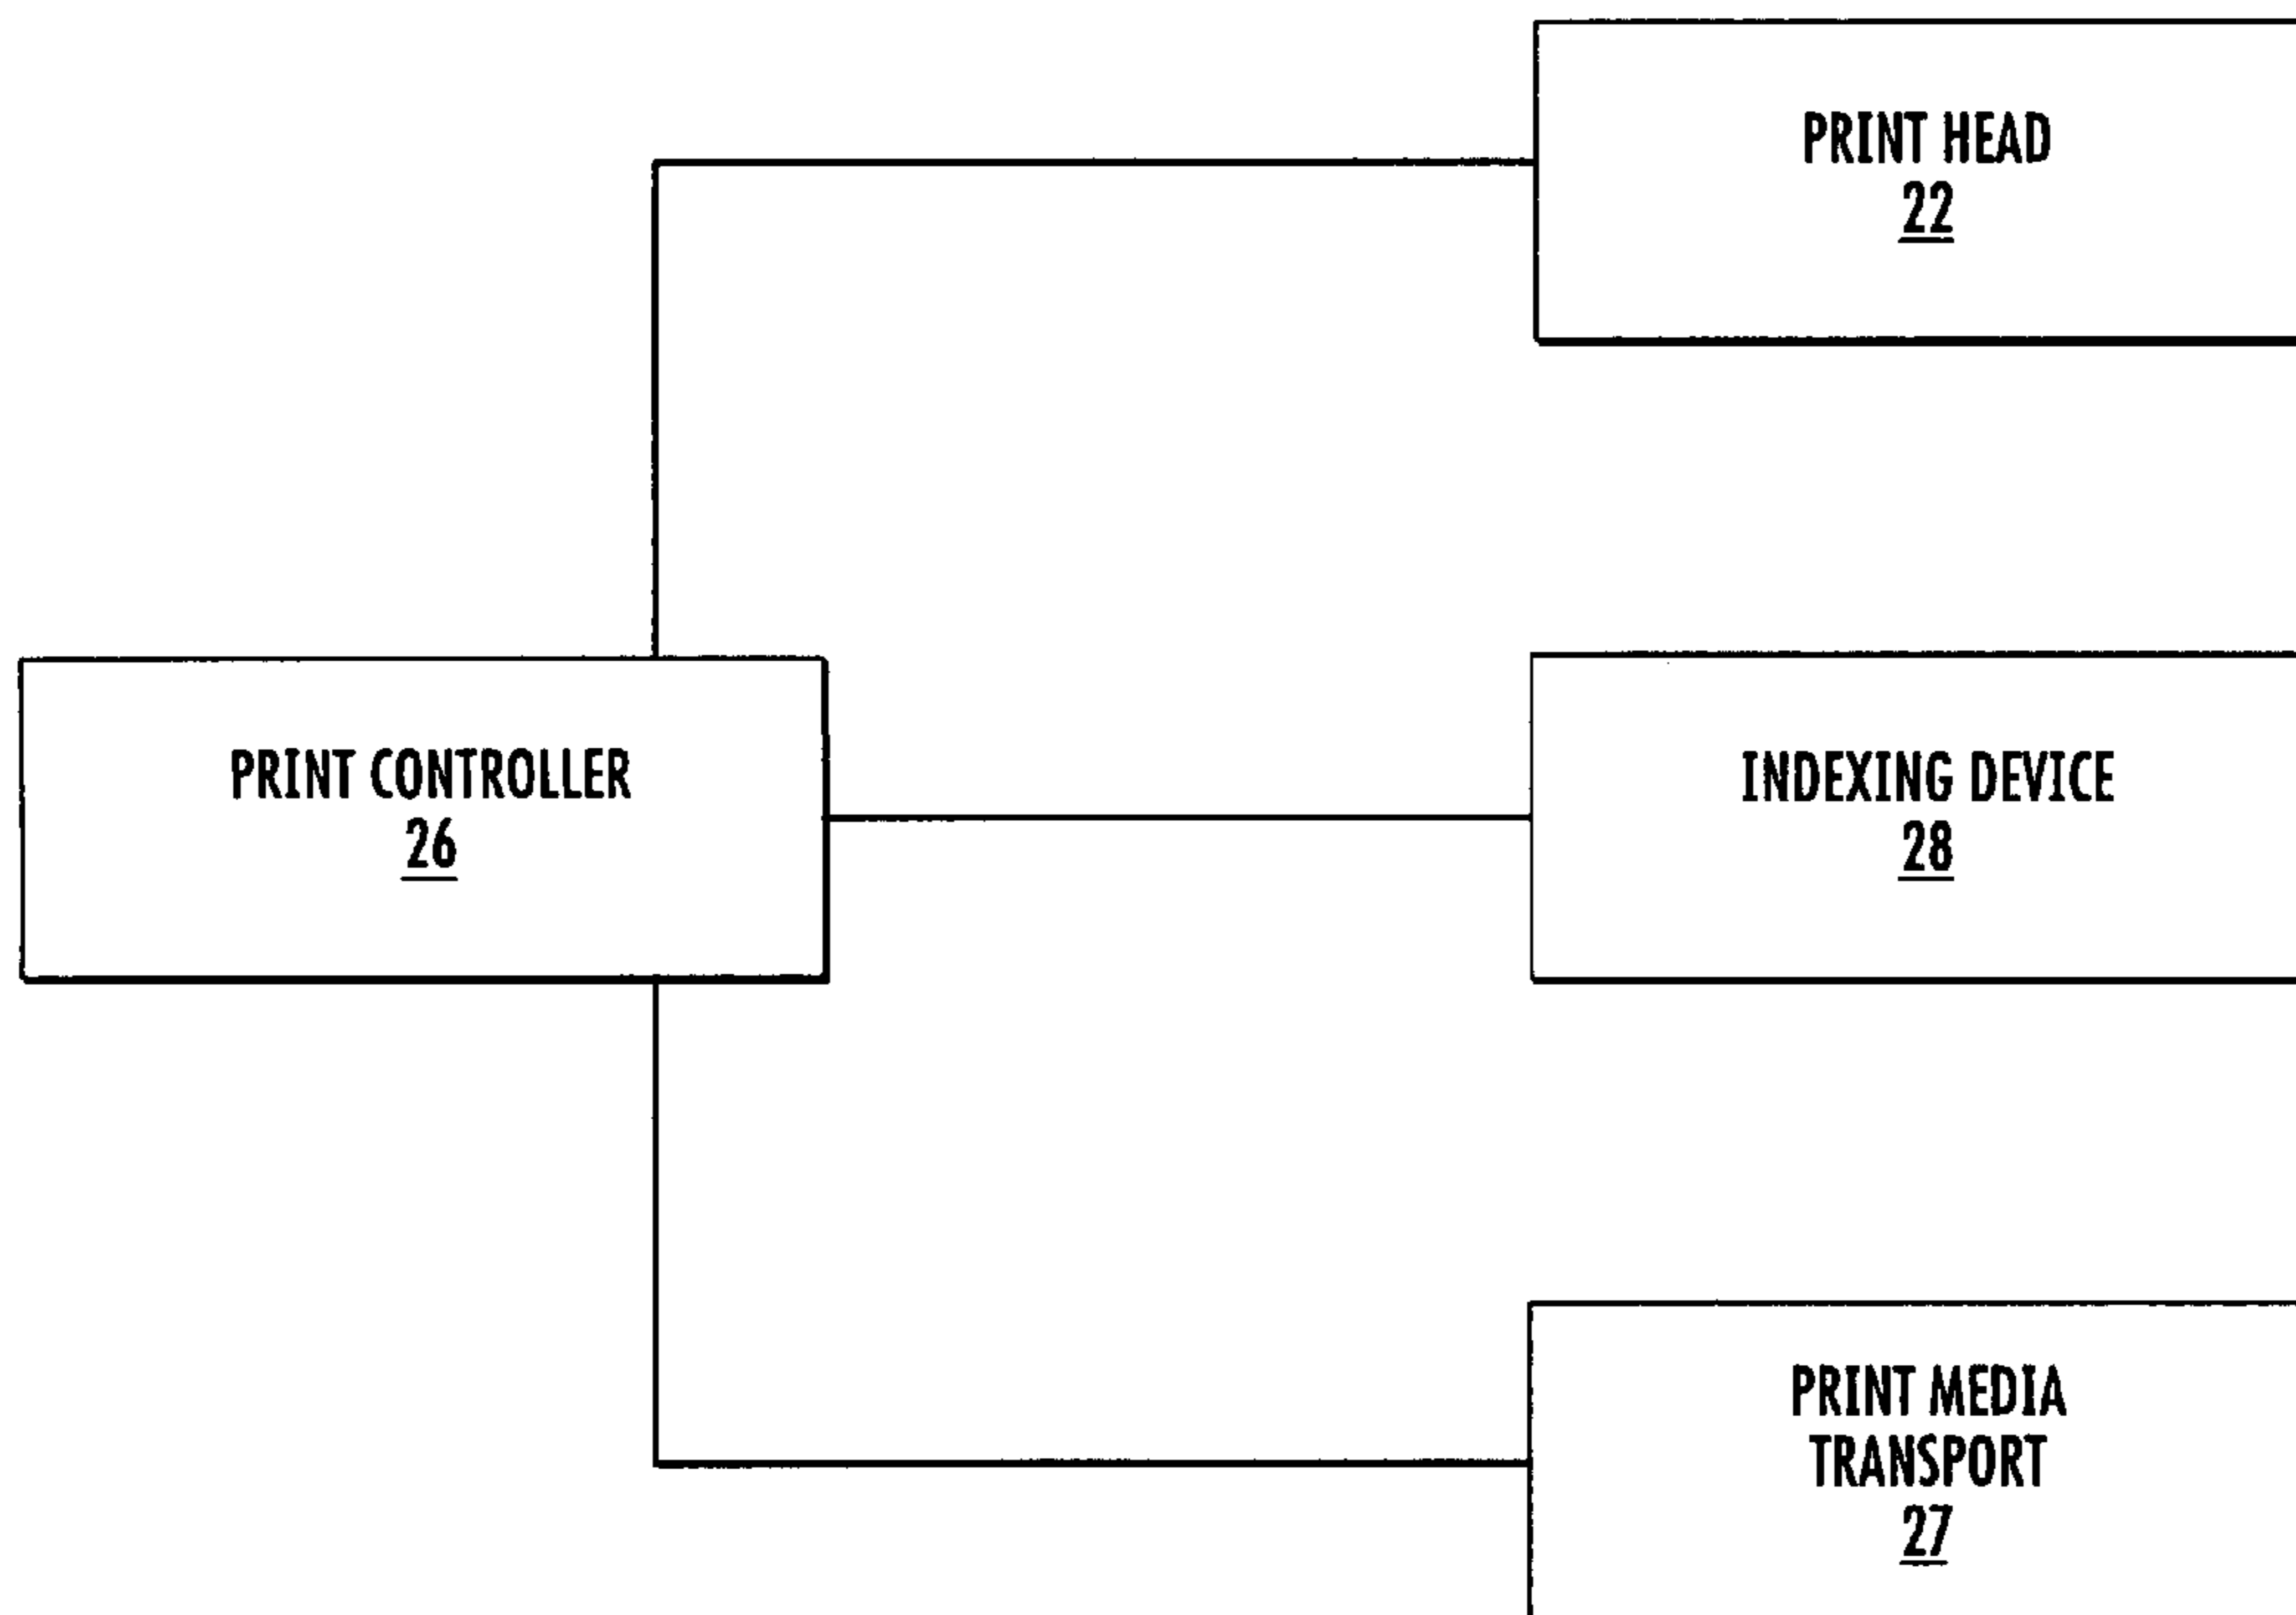 PRINT HEAD
22
PRINT CONTROLLER
26
INDEXING DEVICE
28
PRINT MEDIA
TRANSPORT
27